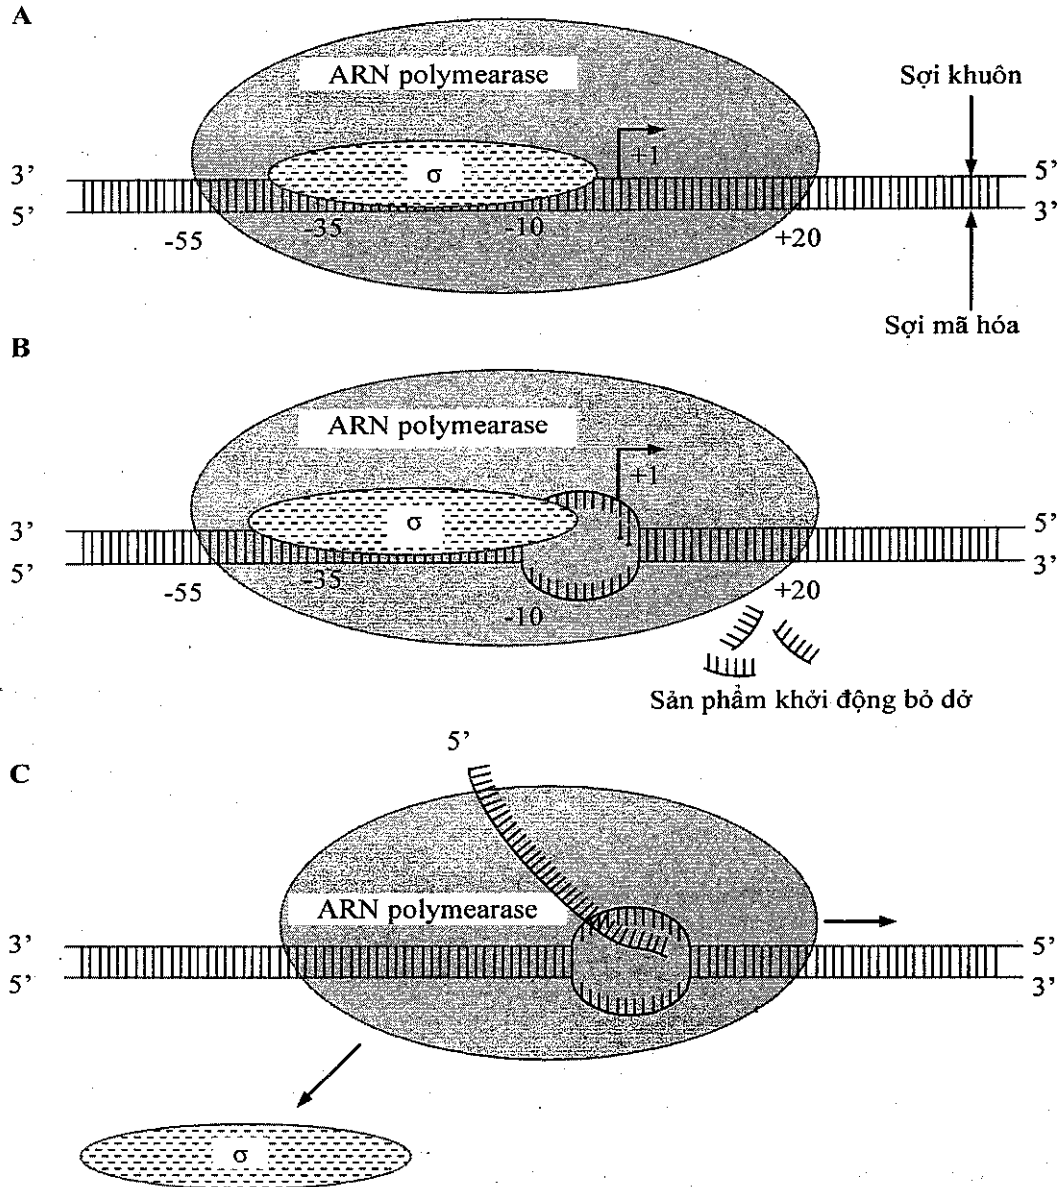 A
ARN polymearase
Sợi khuôn
+1
3’
σ
5’
5’
3’
-55
-35
-10
+20
Sợi mã hóa
B
ARN polymearase
+1
3’
σ
5’
5’
3’
-55
-35
-10
+20
Sản phẩm khởi động bỏ dở
5’
C
ARN polymearase
3’
5’
5’
3’
σ